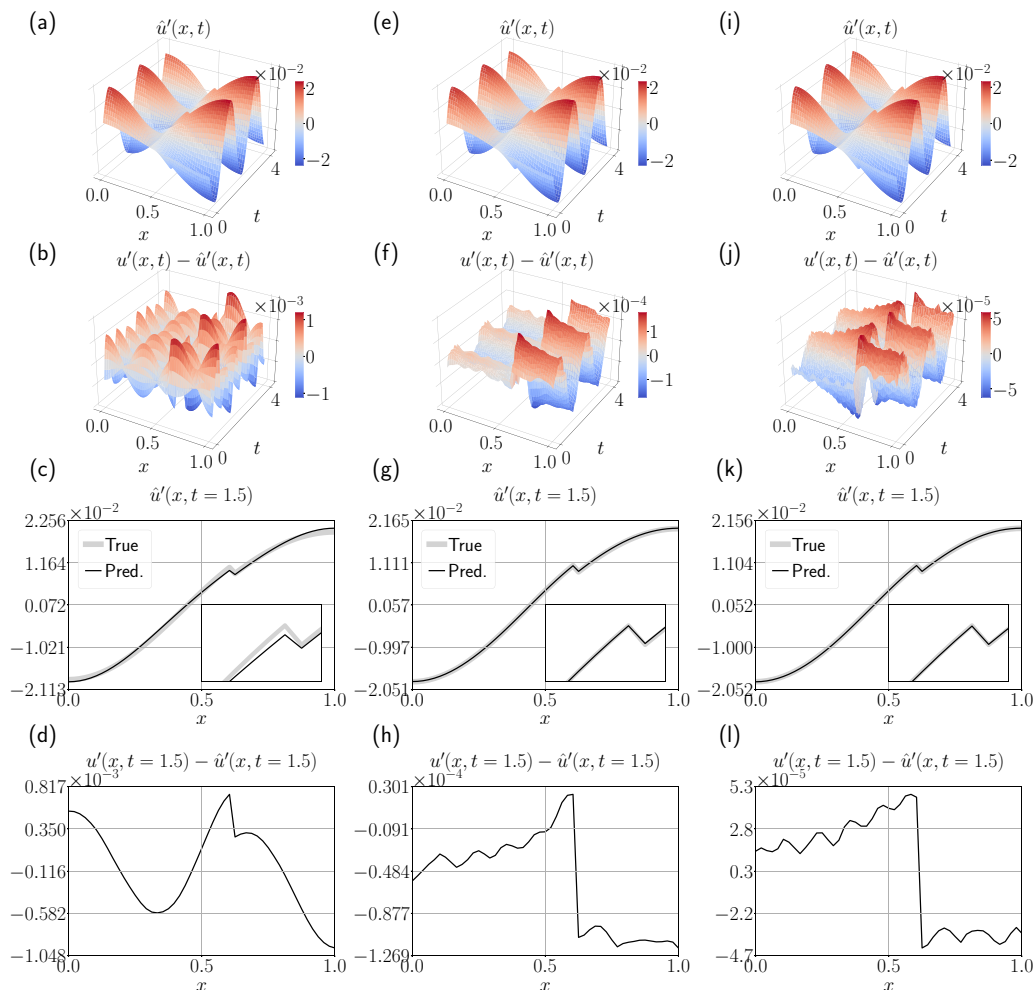 (a) (e) (i)
û′(x, t) û′(x, t) û′(x, t)
×10⁻² ×10⁻² ×10⁻²
2 2 2
0 0 0
−2 −2 −2
0.0 0.5 1.0 0 4 0.0 0.5 1.0 0 4 0.0 0.5 1.0 0 4
x t x t x t
(b) (f) (j)
u′(x, t) − û′(x, t) u′(x, t) − û′(x, t) u′(x, t) − û′(x, t)
×10⁻³ ×10⁻⁴ ×10⁻⁵
1 1 5
0 0 0
−1 −1 −5
0.0 0.5 1.0 0 4 0.0 0.5 1.0 0 4 0.0 0.5 1.0 0 4
x t x t x t
(c) (g) (k)
û′(x, t = 1.5) û′(x, t = 1.5) û′(x, t = 1.5)
×10⁻² ×10⁻² ×10⁻²
2.256 2.165 2.156
1.164 1.111 1.104
0.072 0.057 0.052
−1.021 −0.997 −1.000
−2.113 −2.051 −2.052
True True True
Pred. Pred. Pred.
0.0 0.5 1.0 0.0 0.5 1.0 0.0 0.5 1.0
x x x
(d) (h) (l)
u′(x, t = 1.5) − û′(x, t = 1.5) u′(x, t = 1.5) − û′(x, t = 1.5) u′(x, t = 1.5) − û′(x, t = 1.5)
×10⁻³ ×10⁻⁴ ×10⁻⁵
0.817 0.301 5.3
0.350 −0.091 2.8
−0.116 −0.484 0.3
−0.582 −0.877 −2.2
−1.048 −1.269 −4.7
0.0 0.5 1.0 0.0 0.5 1.0 0.0 0.5 1.0
x x x